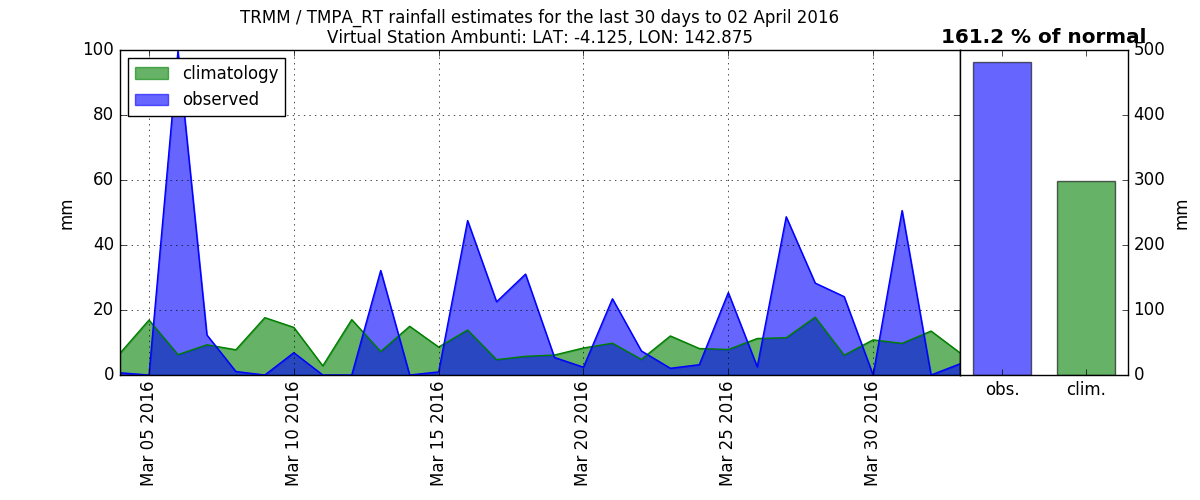 TRMM / TMPA_RT rainfall estimates for the last 30 days to 02 April 2016
Virtual Station Ambunti: LAT: -4.125, LON: 142.875
161.2 % of normal
climatology
observed
100
80
60
40
20
0
mm
500
400
300
200
100
0
mm
Mar 05 2016
Mar 10 2016
Mar 15 2016
Mar 20 2016
Mar 25 2016
Mar 30 2016
obs.
clim.